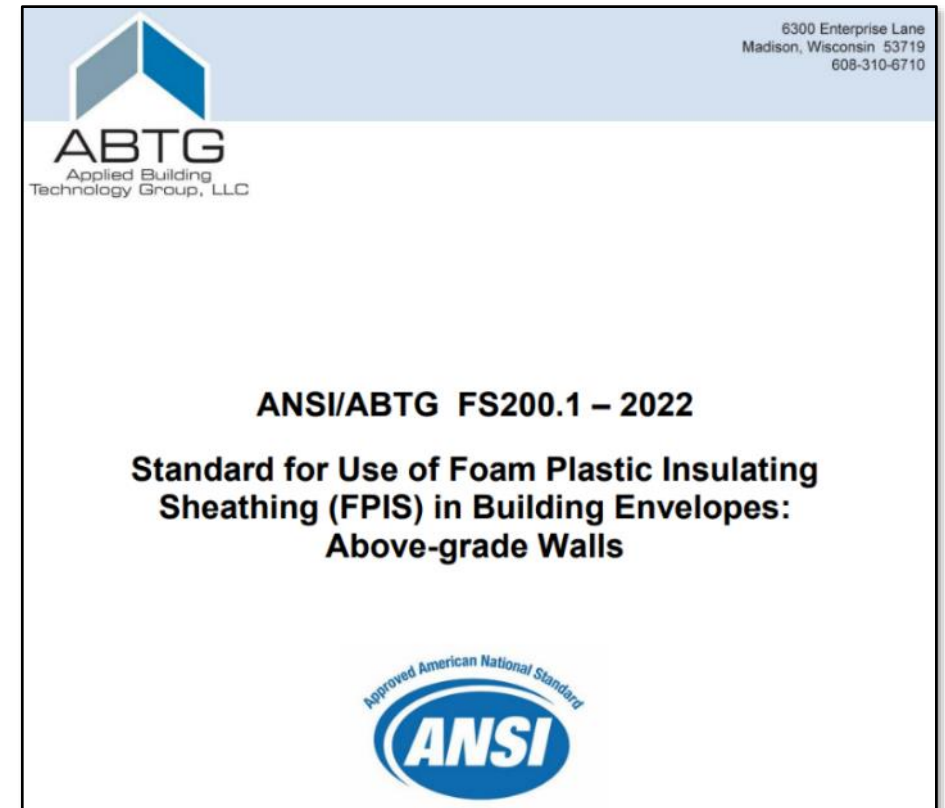 6300 Enterprise Lane
Madison, Wisconsin 53719
608-310-6710
ABTG
Applied Building
Technology Group, LLC
ANSI/ABTG FS200.1 – 2022
Standard for Use of Foam Plastic Insulating
Sheathing (FPIS) in Building Envelopes:
Above-grade Walls
Approved American National Standard
ANSI